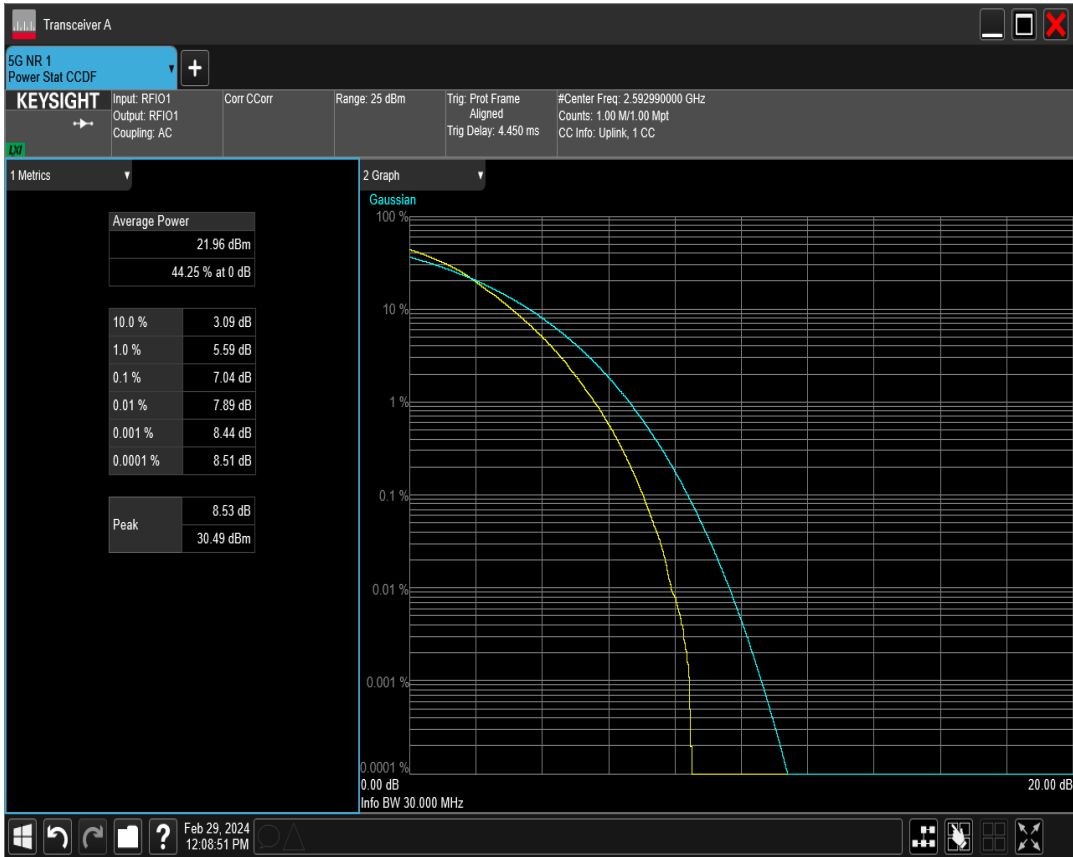 Transceiver A
5G NR 1
Power Stat CCDF
+
KEYSIGHT
LXI
Input: RFIO1
Output: RFIO1
Coupling: AC
Corr CCorr
Range: 25 dBm
Trig: Prot Frame
Aligned
Trig Delay: 4.450 ms
#Center Freq: 2.592990000 GHz
Counts: 1.00 M/1.00 Mpt
CC Info: Uplink, 1 CC
1 Metrics
Average Power
21.96 dBm
44.25 % at 0 dB
10.0 % 3.09 dB
1.0 % 5.59 dB
0.1 % 7.04 dB
0.01 % 7.89 dB
0.001 % 8.44 dB
0.0001 % 8.51 dB
Peak 8.53 dB
30.49 dBm
2 Graph
Gaussian
100 %
10 %
1 %
0.1 %
0.01 %
0.001 %
0.0001 %
0.00 dB 20.00 dB
Info BW 30.000 MHz
?
Feb 29, 2024
12:08:51 PM